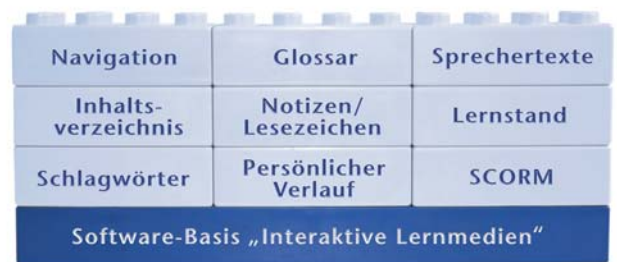 Navigation
Glossar
Sprechertexte
Inhalts-
verzeichnis
Notizen/
Lesezeichen
Lernstand
Schlagwörter
Persönlicher
Verlauf
SCORM
Software-Basis „Interaktive Lernmedien“